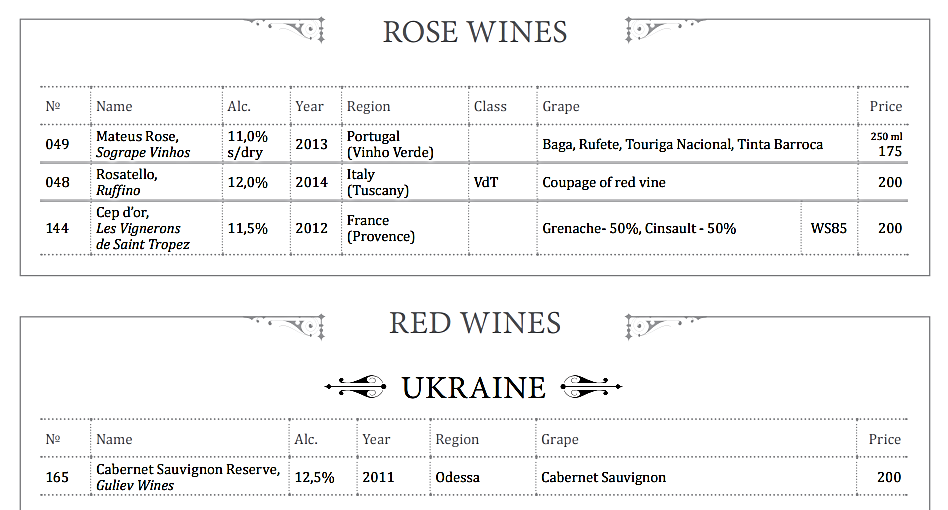 ROSE WINES
№ Name Alc. Year Region Class Grape Price
049 Mateus Rose, Sogrape Vinhos 11,0% s/dry 2013 Portugal (Vinho Verde) Baga, Rufete, Touriga Nacional, Tinta Barroca 250 ml 175
048 Rosatello, Ruffino 12,0% 2014 Italy (Tuscany) VdT Coupage of red vine 200
144 Cep d’or, Les Vignerons de Saint Tropez 11,5% 2012 France (Provence) Grenache- 50%, Cinsault - 50% WS85 200
RED WINES
UKRAINE
№ Name Alc. Year Region Grape Price
165 Cabernet Sauvignon Reserve, Guliev Wines 12,5% 2011 Odessa Cabernet Sauvignon 200